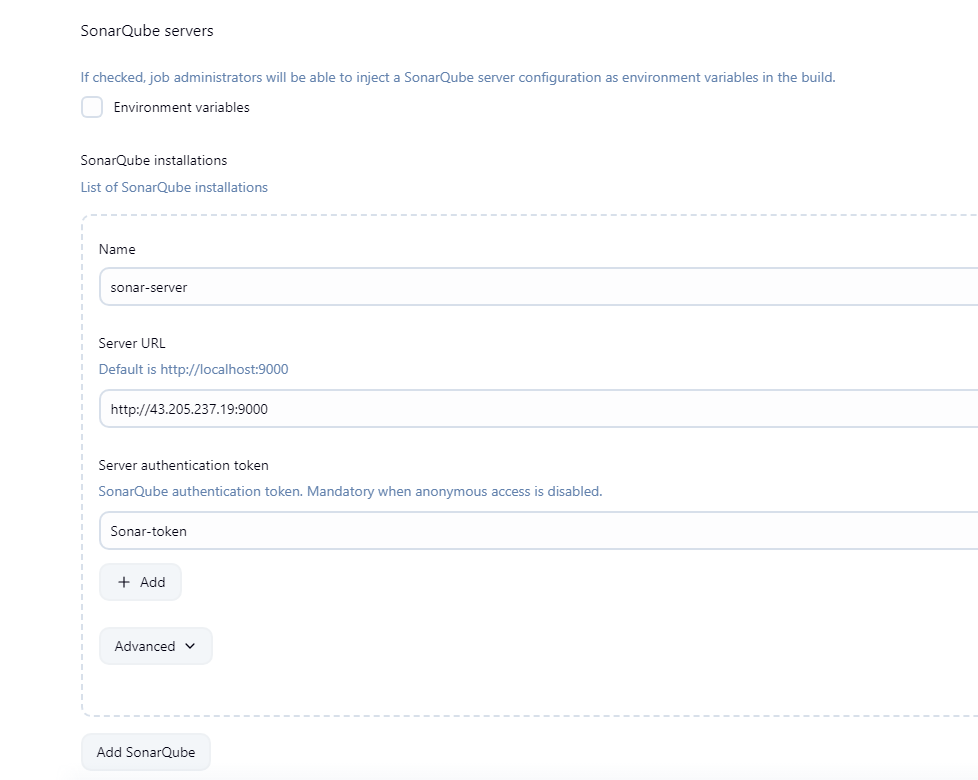 SonarQube servers
If checked, job administrators will be able to inject a SonarQube server configuration as environment variables in the build.
Environment variables
SonarQube installations
List of SonarQube installations
Name
sonar-server
Server URL
Default is http://localhost:9000
http://43.205.237.19:9000
Server authentication token
SonarQube authentication token. Mandatory when anonymous access is disabled.
Sonar-token
+ Add
Advanced
Add SonarQube